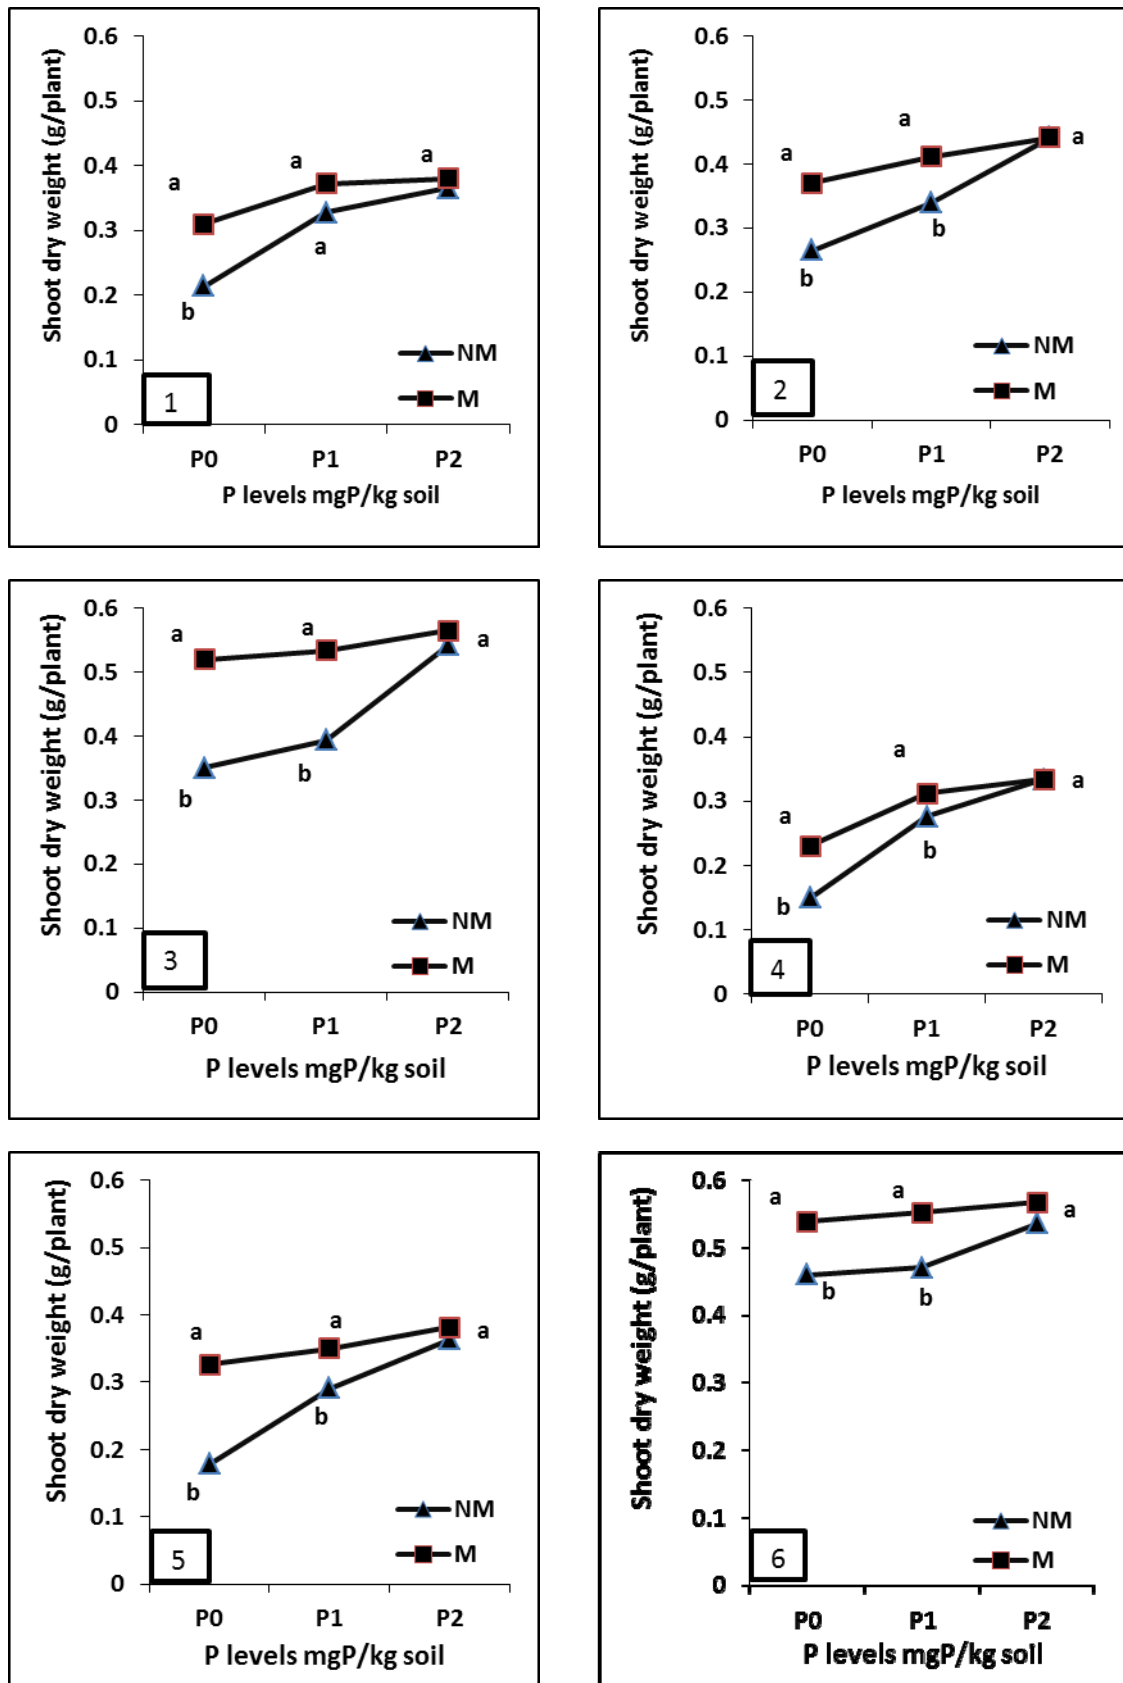 Shoot dry weight (g/plant)
0.6
0.5
0.4
0.3
0.2
0.1
0
a
a
a
a
b
NM
M
1
P0 P1 P2
P levels mgP/kg soil
Shoot dry weight (g/plant)
0.6
0.5
0.4
0.3
0.2
0.1
0
a
a
a
b
b
NM
M
2
P0 P1 P2
P levels mgP/kg soil
Shoot dry weight (g/plant)
0.6
0.5
0.4
0.3
0.2
0.1
0
a
a
a
b
b
NM
M
3
P0 P1 P2
P levels mgP/kg soil
Shoot dry weight (g/plant)
0.6
0.5
0.4
0.3
0.2
0.1
0
a
a
a
b
b
NM
M
4
P0 P1 P2
P levels mgP/kg soil
Shoot dry weight (g/plant)
0.6
0.5
0.4
0.3
0.2
0.1
0
a
a
a
b
b
NM
M
5
P0 P1 P2
P levels mgP/kg soil
Shoot dry weight (g/plant)
0.6
0.5
0.4
0.3
0.2
0.1
0
a
a
a
b
b
NM
M
6
P0 P1 P2
P levels mgP/kg soil